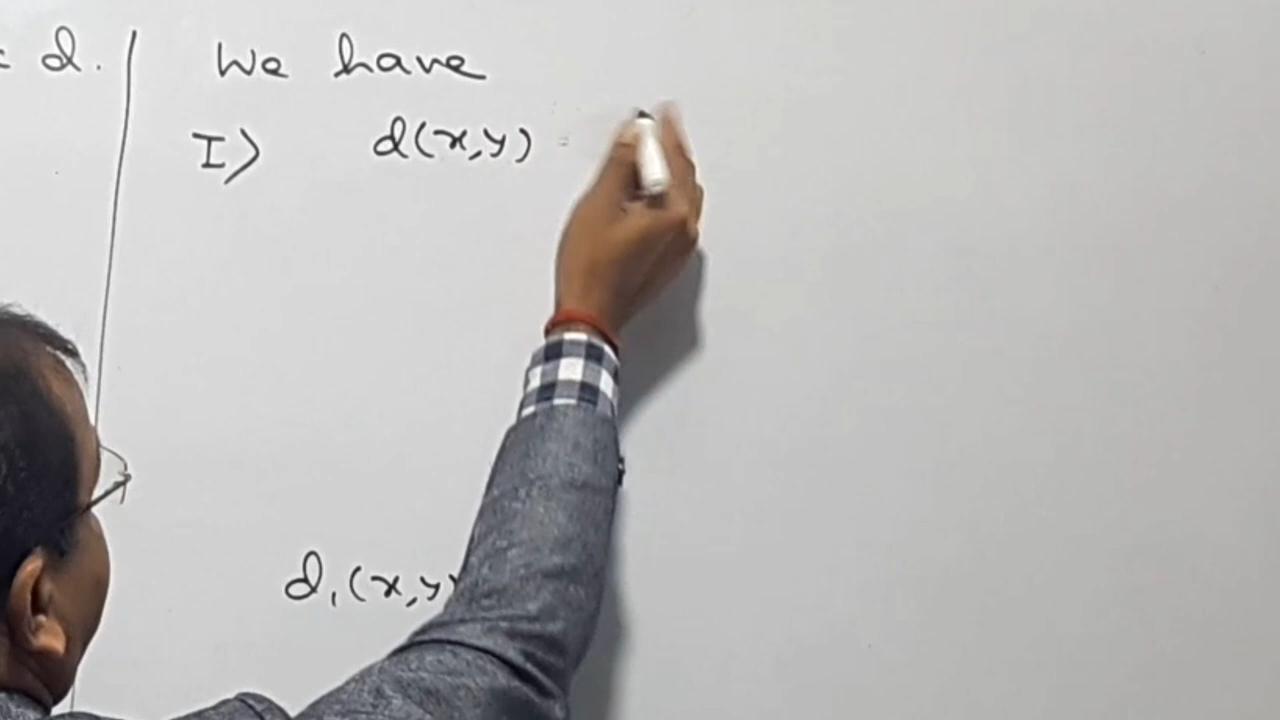 = d.
We have
I> d(x,y) =
d₁(x,y)